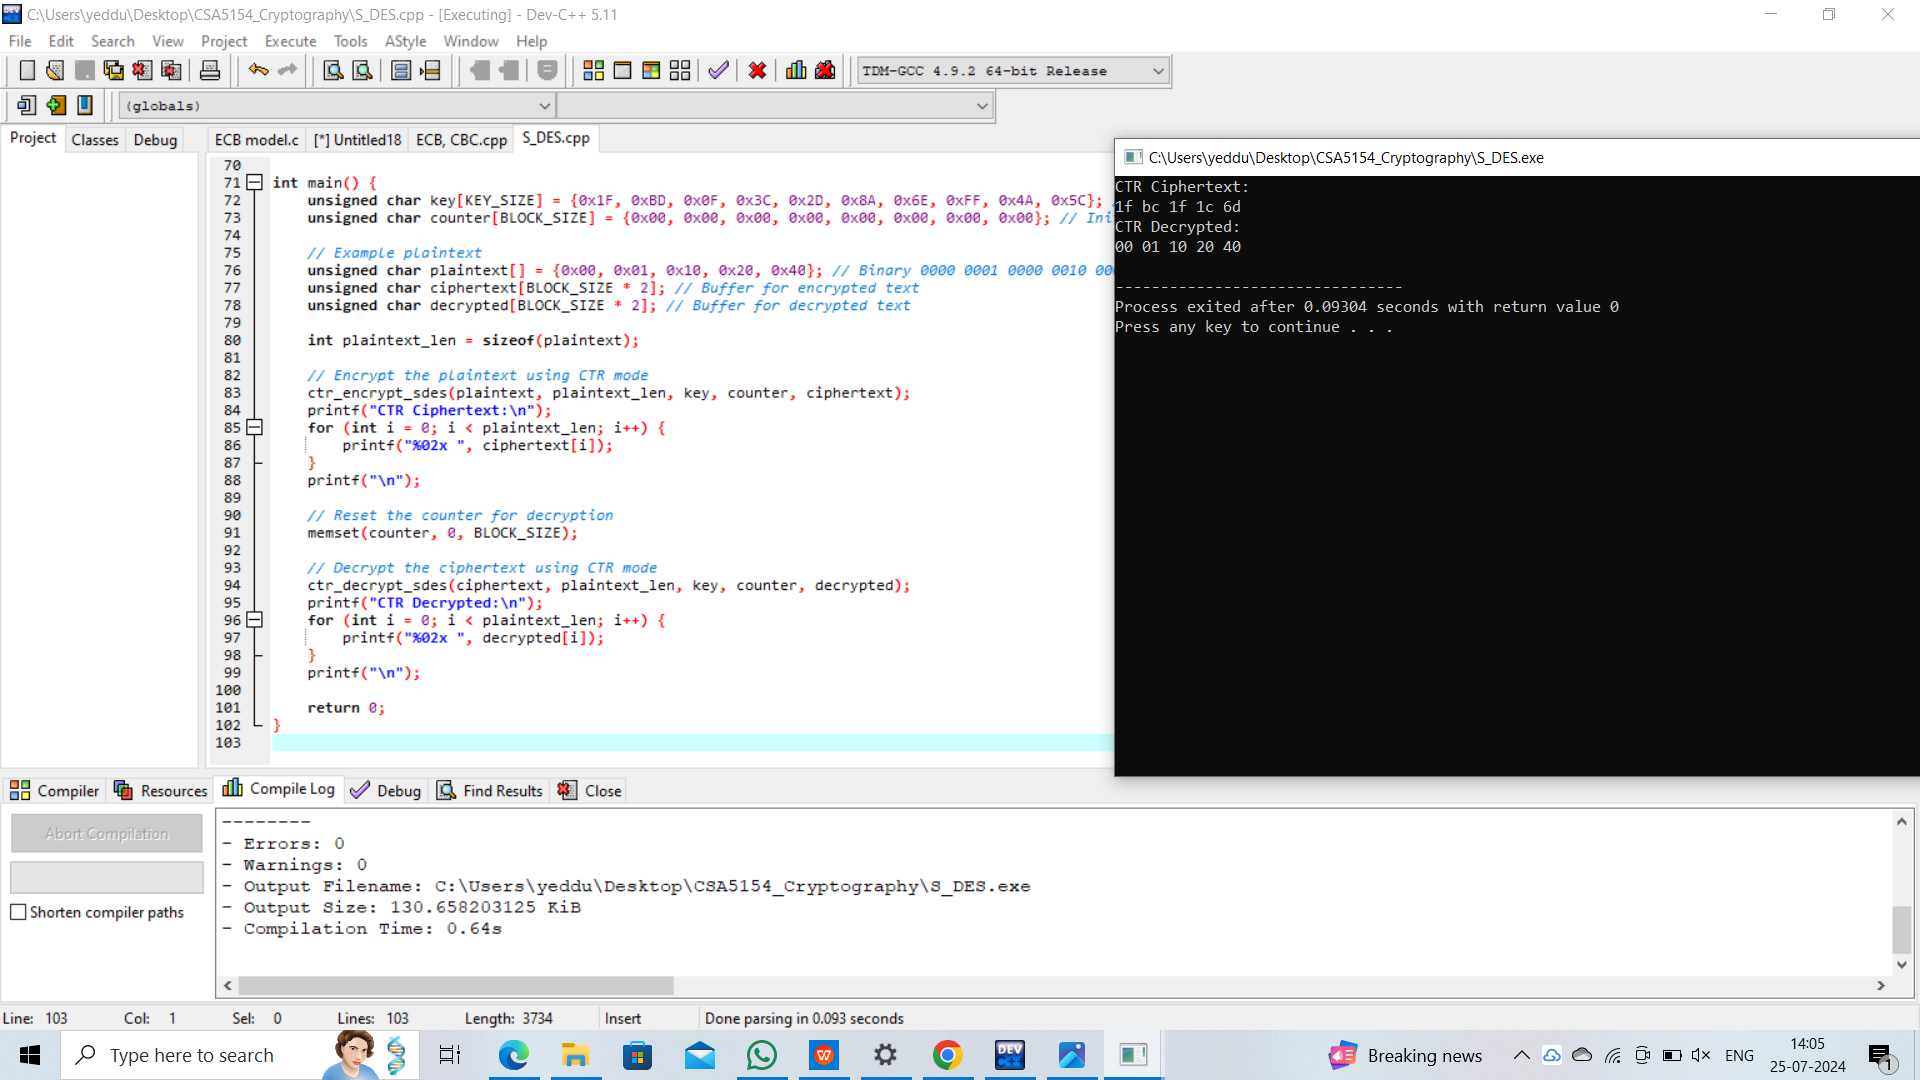 C:\Users\yeddu\Desktop\CSA5154_Cryptography\S_DES.cpp - [Executing] - Dev-C++ 5.11
File Edit Search View Project Execute Tools AStyle Window Help
TDM-GCC 4.9.2 64-bit Release
(globals)
Project Classes Debug
ECB model.c [*] Untitled18 ECB, CBC.cpp S_DES.cpp
70
71 int main() {
72 unsigned char key[KEY_SIZE] = {0x1F, 0xBD, 0x0F, 0x3C, 0x2D, 0x8A, 0x6E, 0xFF, 0x4A, 0x5C};
73 unsigned char counter[BLOCK_SIZE] = {0x00, 0x00, 0x00, 0x00, 0x00, 0x00, 0x00, 0x00}; // Ini
74
75 // Example plaintext
76 unsigned char plaintext[] = {0x00, 0x01, 0x10, 0x20, 0x40}; // Binary 0000 0001 0000 0010 00
77 unsigned char ciphertext[BLOCK_SIZE * 2]; // Buffer for encrypted text
78 unsigned char decrypted[BLOCK_SIZE * 2]; // Buffer for decrypted text
79
80 int plaintext_len = sizeof(plaintext);
81
82 // Encrypt the plaintext using CTR mode
83 ctr_encrypt_sdes(plaintext, plaintext_len, key, counter, ciphertext);
84 printf("CTR Ciphertext:\n");
85 for (int i = 0; i < plaintext_len; i++) {
86 printf("%02x ", ciphertext[i]);
87 }
88 printf("\n");
89
90 // Reset the counter for decryption
91 memset(counter, 0, BLOCK_SIZE);
92
93 // Decrypt the ciphertext using CTR mode
94 ctr_decrypt_sdes(ciphertext, plaintext_len, key, counter, decrypted);
95 printf("CTR Decrypted:\n");
96 for (int i = 0; i < plaintext_len; i++) {
97 printf("%02x ", decrypted[i]);
98 }
99 printf("\n");
100
101 return 0;
102 }
103
C:\Users\yeddu\Desktop\CSA5154_Cryptography\S_DES.exe
CTR Ciphertext:
1f bc 1f 1c 6d
CTR Decrypted:
00 01 10 20 40
--------------------------------
Process exited after 0.09304 seconds with return value 0
Press any key to continue . . .
Compiler Resources Compile Log Debug Find Results Close
Abort Compilation
Shorten compiler paths
--------
- Errors: 0
- Warnings: 0
- Output Filename: C:\Users\yeddu\Desktop\CSA5154_Cryptography\S_DES.exe
- Output Size: 130.658203125 KiB
- Compilation Time: 0.64s
Line: 103 Col: 1 Sel: 0 Lines: 103 Length: 3734 Insert Done parsing in 0.093 seconds
Type here to search
DEV
Breaking news
ENG
14:05
25-07-2024
1